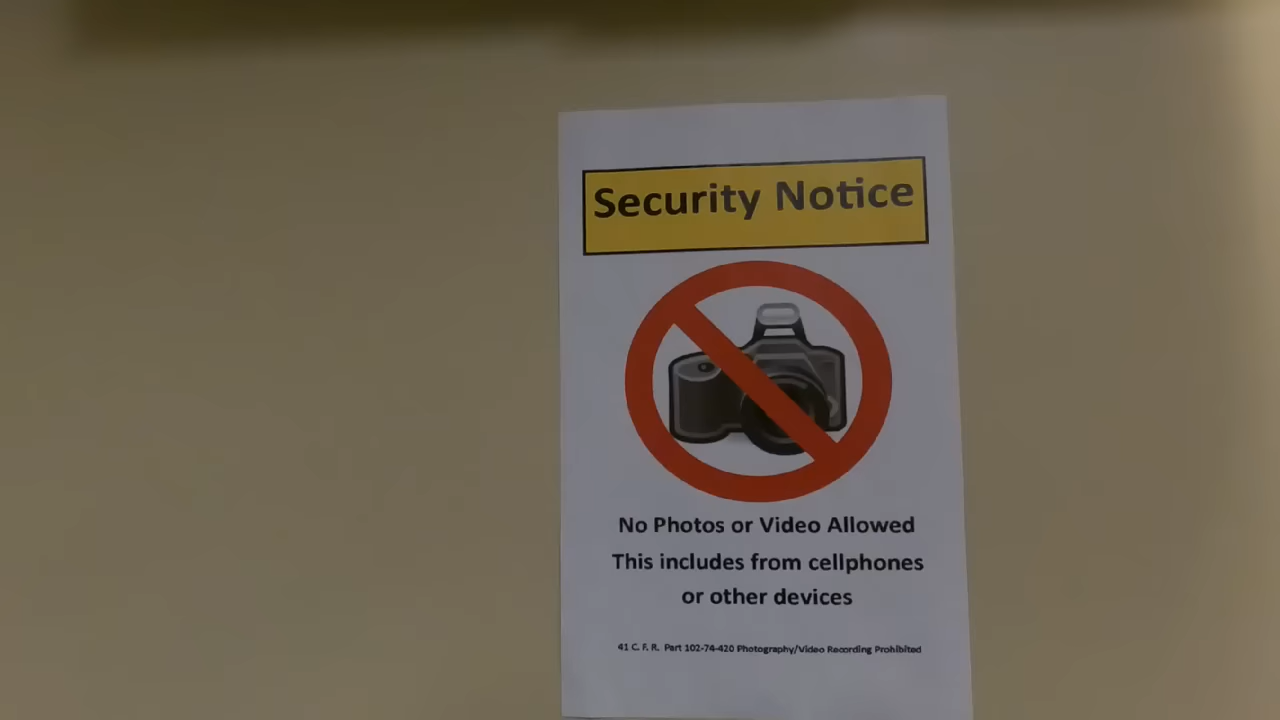 Security Notice
No Photos or Video Allowed
This includes from cellphones
or other devices
41 C. F. R. Part 102-74-420 Photography/Video Recording Prohibited